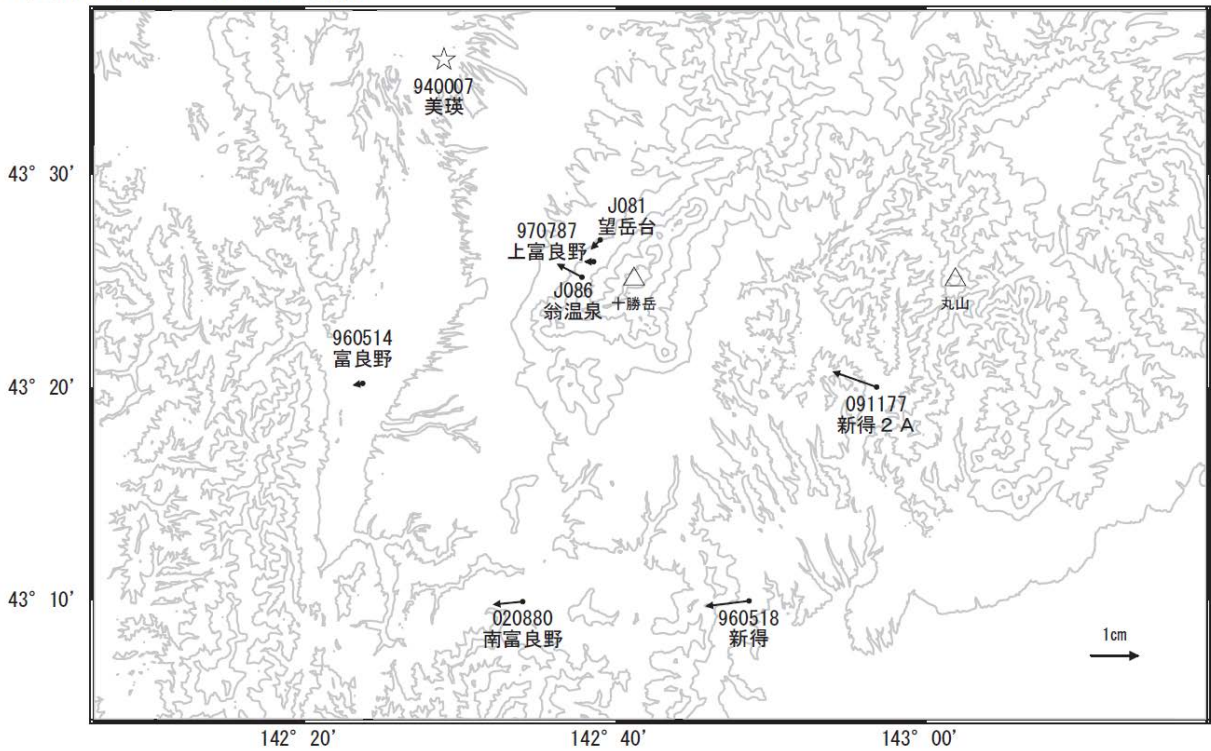 940007
美瑛
43° 30'
J081
望岳台
970787
上富良野
J086
翁温泉
十勝岳
丸山
960514
富良野
43° 20'
091177
新得2A
43° 10'
020880
南富良野
960518
新得
1cm
142° 20'
142° 40'
143° 00'